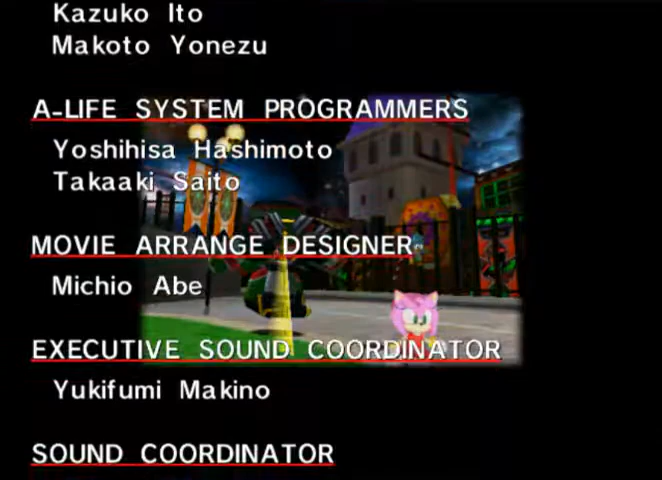 Kazuko Ito
Makoto Yonezu
A-LIFE SYSTEM PROGRAMMERS
Yoshihisa Hashimoto
Takaaki Saito
MOVIE ARRANGE DESIGNER
Michio Abe
EXECUTIVE SOUND COORDINATOR
Yukifumi Makino
SOUND COORDINATOR